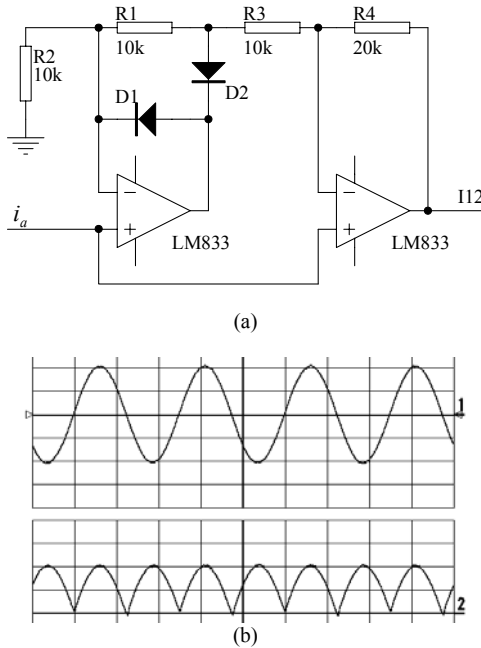 R1
R3
R4
R2
10k
10k
10k
20k
D1
D2
−
+
LM833
−
+
LM833
i_a
I12
(a)
1
2
(b)